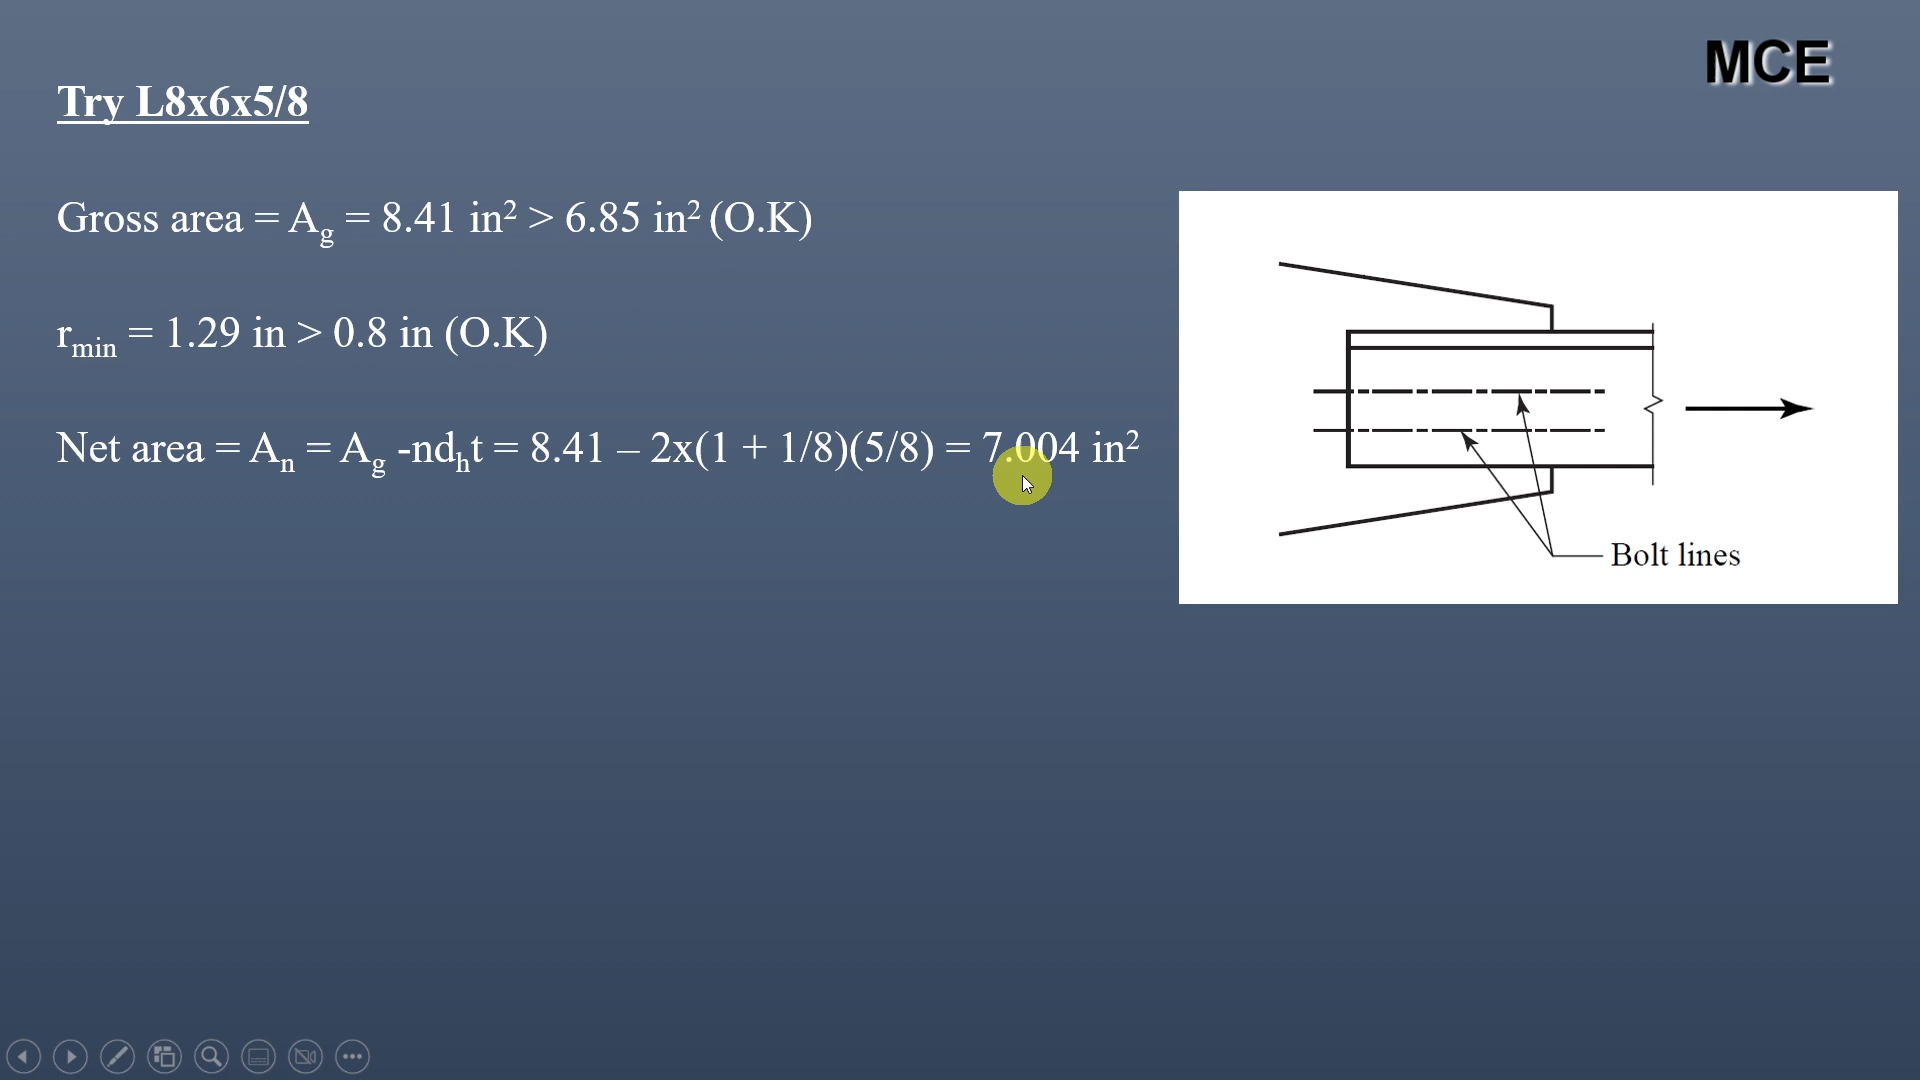 MCE
Try L8x6x5/8
Gross area = A_g = 8.41 in² > 6.85 in² (O.K)
r_min = 1.29 in > 0.8 in (O.K)
Net area = A_n = A_g -nd_ht = 8.41 – 2x(1 + 1/8)(5/8) = 7.004 in²
Bolt lines